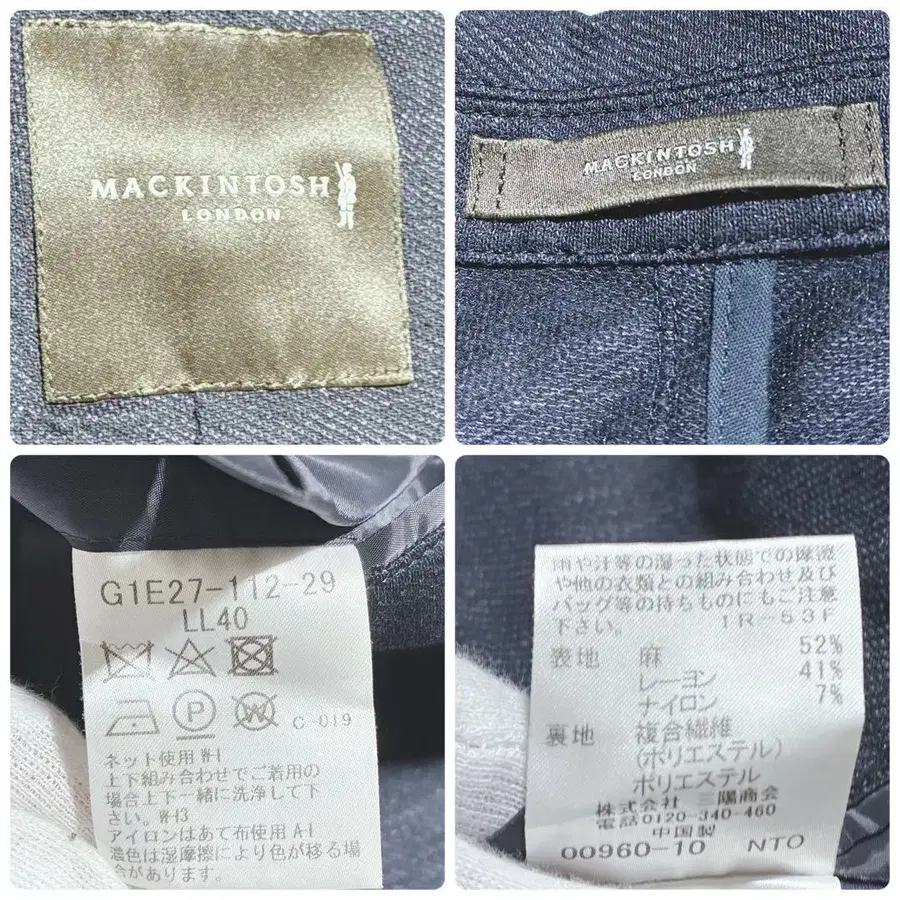 MACKINTOSH
LONDON
MACKINTOSH
LONDON
G1E27-112-29
LL40
P
W
C-019
ネット使用 W-1
上下組み合わせでご着用の
場合上下一緒に洗浄して下
さい。W-13
アイロンはあて布使用 A-1
濃色は湿摩擦により色が移る場
合があります。
雨や汗等の湿った状態での摩擦
や他の衣類との組み合わせ及び
バッグ等の持ちものにもご注意
下さい。 IR-53F
表地 麻 52%
レーヨン 41%
ナイロン 7%
裏地 複合繊維
(ポリエステル)
ポリエステル
株式会社 三陽商会
電話0120-340-460
中国製
00960-10 NTO